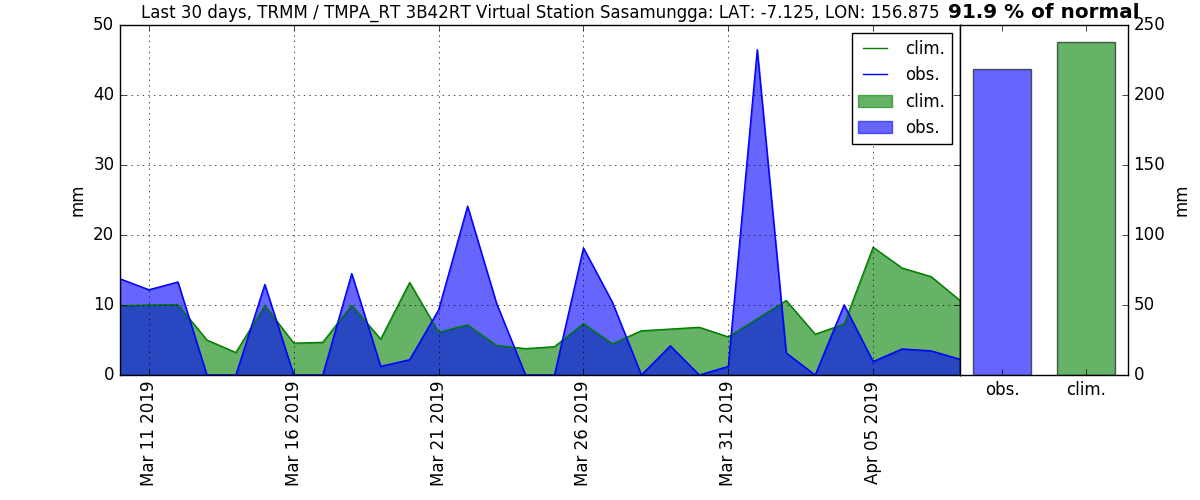 Last 30 days, TRMM / TMPA_RT 3B42RT Virtual Station Sasamungga: LAT: -7.125, LON: 156.875
91.9 % of normal
50
40
30
20
10
0
mm
clim.
obs.
clim.
obs.
250
200
150
100
50
0
mm
Mar 11 2019
Mar 16 2019
Mar 21 2019
Mar 26 2019
Mar 31 2019
Apr 05 2019
obs.
clim.